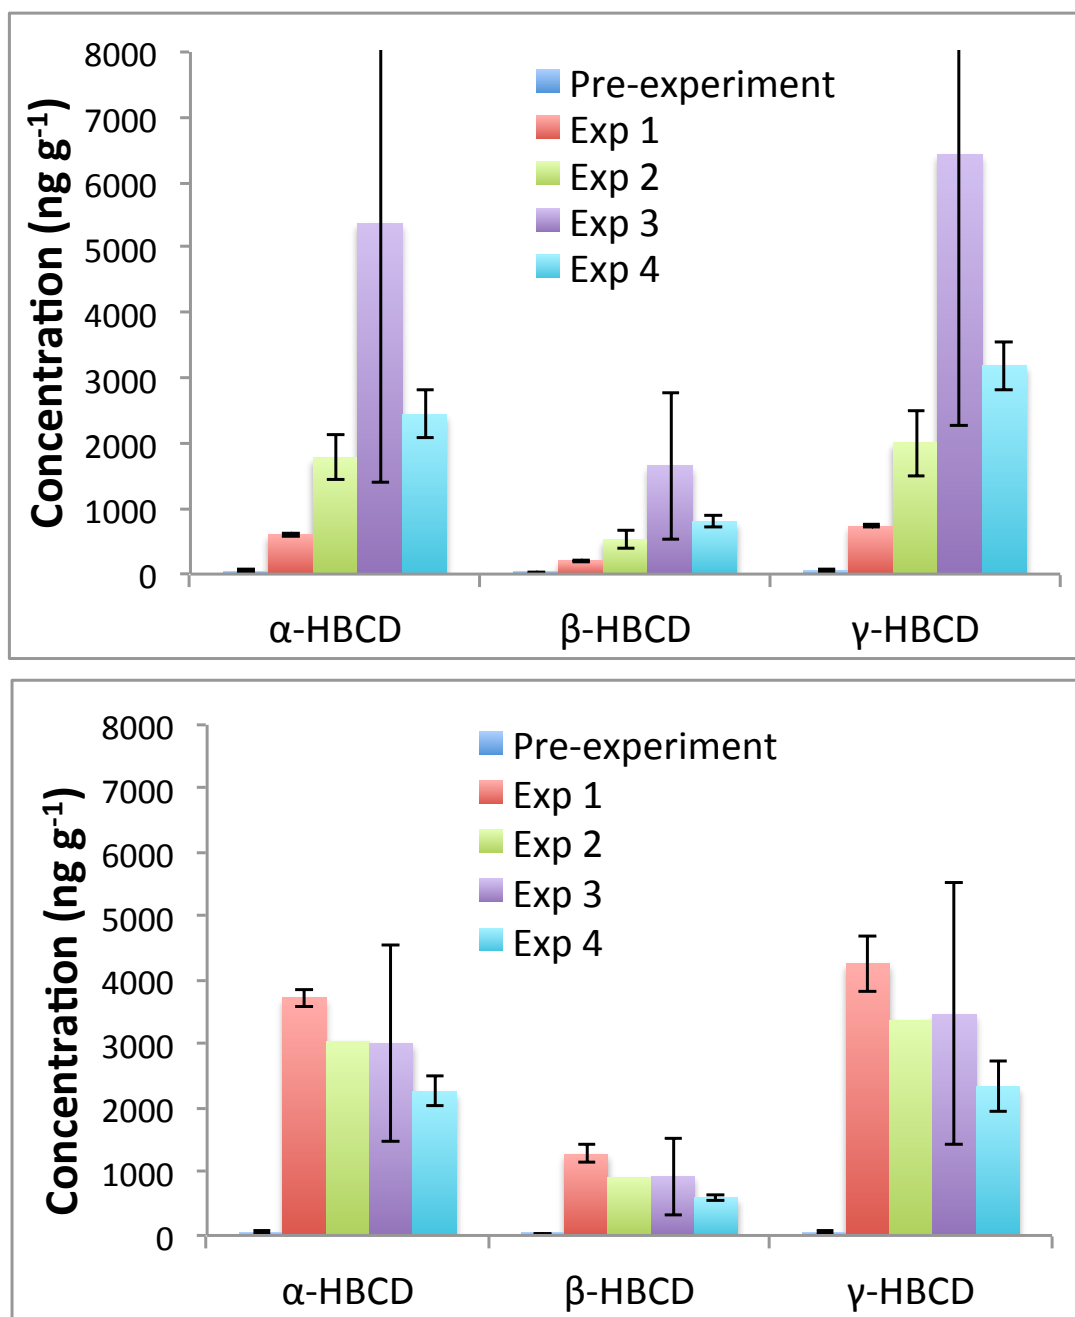 Concentration (ng g-1)
8000
7000
6000
5000
4000
3000
2000
1000
0
Pre-experiment
Exp 1
Exp 2
Exp 3
Exp 4
α-HBCD
β-HBCD
γ-HBCD
Concentration (ng g-1)
8000
7000
6000
5000
4000
3000
2000
1000
0
Pre-experiment
Exp 1
Exp 2
Exp 3
Exp 4
α-HBCD
β-HBCD
γ-HBCD